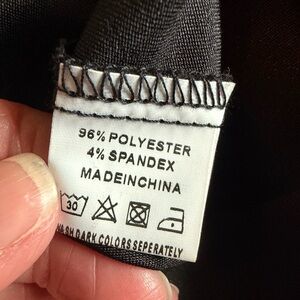 96% POLYESTER
4% SPANDEX
MADEINCHINA
30
DARK COLORS SEPERATELY